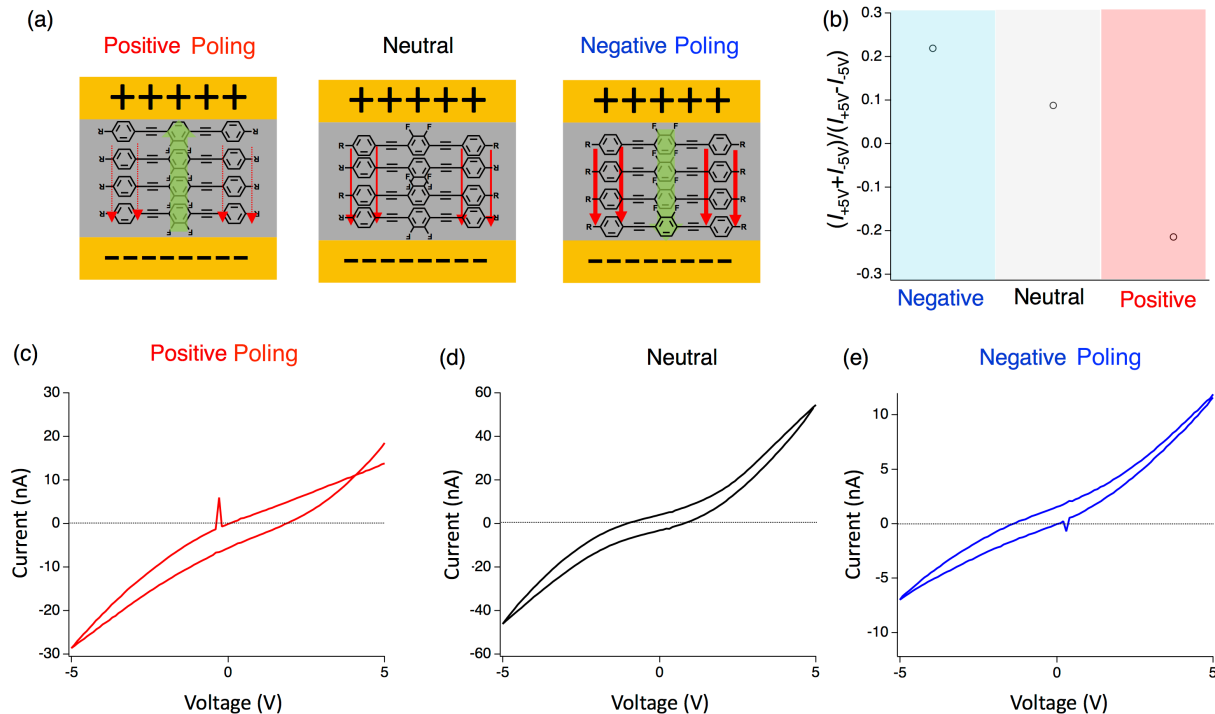 (a)
Positive Poling
Neutral
Negative Poling
+ + + + +
+ + + + +
+ + + + +
R R F F R R F F
R R F F R R
R R F F R R
R R R R
F F F F
− − − − − − − −
− − − − − − − −
− − − − − − − −
(b)
(I+5V+I-5V)/(I+5V-I-5V)
0.3
0.2
0.1
0.0
-0.1
-0.2
-0.3
Negative
Neutral
Positive
(c)
Positive Poling
Current (nA)
30
20
10
0
-10
-20
-30
-5
0
5
Voltage (V)
(d)
Neutral
Current (nA)
60
40
20
0
-20
-40
-60
-5
0
5
Voltage (V)
(e)
Negative Poling
Current (nA)
10
5
0
-5
-10
-5
0
5
Voltage (V)